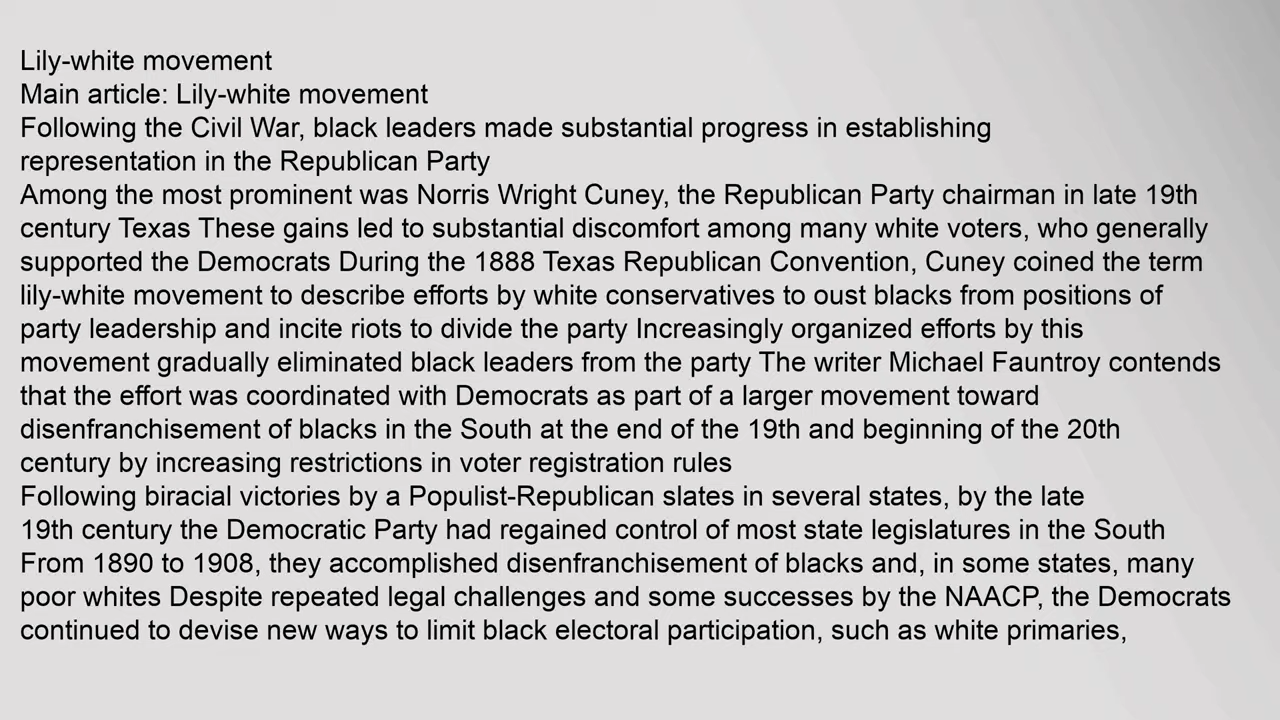 Lily-white movement
Main article: Lily-white movement
Following the Civil War, black leaders made substantial progress in establishing
representation in the Republican Party
Among the most prominent was Norris Wright Cuney, the Republican Party chairman in late 19th
century Texas These gains led to substantial discomfort among many white voters, who generally
supported the Democrats During the 1888 Texas Republican Convention, Cuney coined the term
lily-white movement to describe efforts by white conservatives to oust blacks from positions of
party leadership and incite riots to divide the party Increasingly organized efforts by this
movement gradually eliminated black leaders from the party The writer Michael Fauntroy contends
that the effort was coordinated with Democrats as part of a larger movement toward
disenfranchisement of blacks in the South at the end of the 19th and beginning of the 20th
century by increasing restrictions in voter registration rules
Following biracial victories by a Populist-Republican slates in several states, by the late
19th century the Democratic Party had regained control of most state legislatures in the South
From 1890 to 1908, they accomplished disenfranchisement of blacks and, in some states, many
poor whites Despite repeated legal challenges and some successes by the NAACP, the Democrats
continued to devise new ways to limit black electoral participation, such as white primaries,